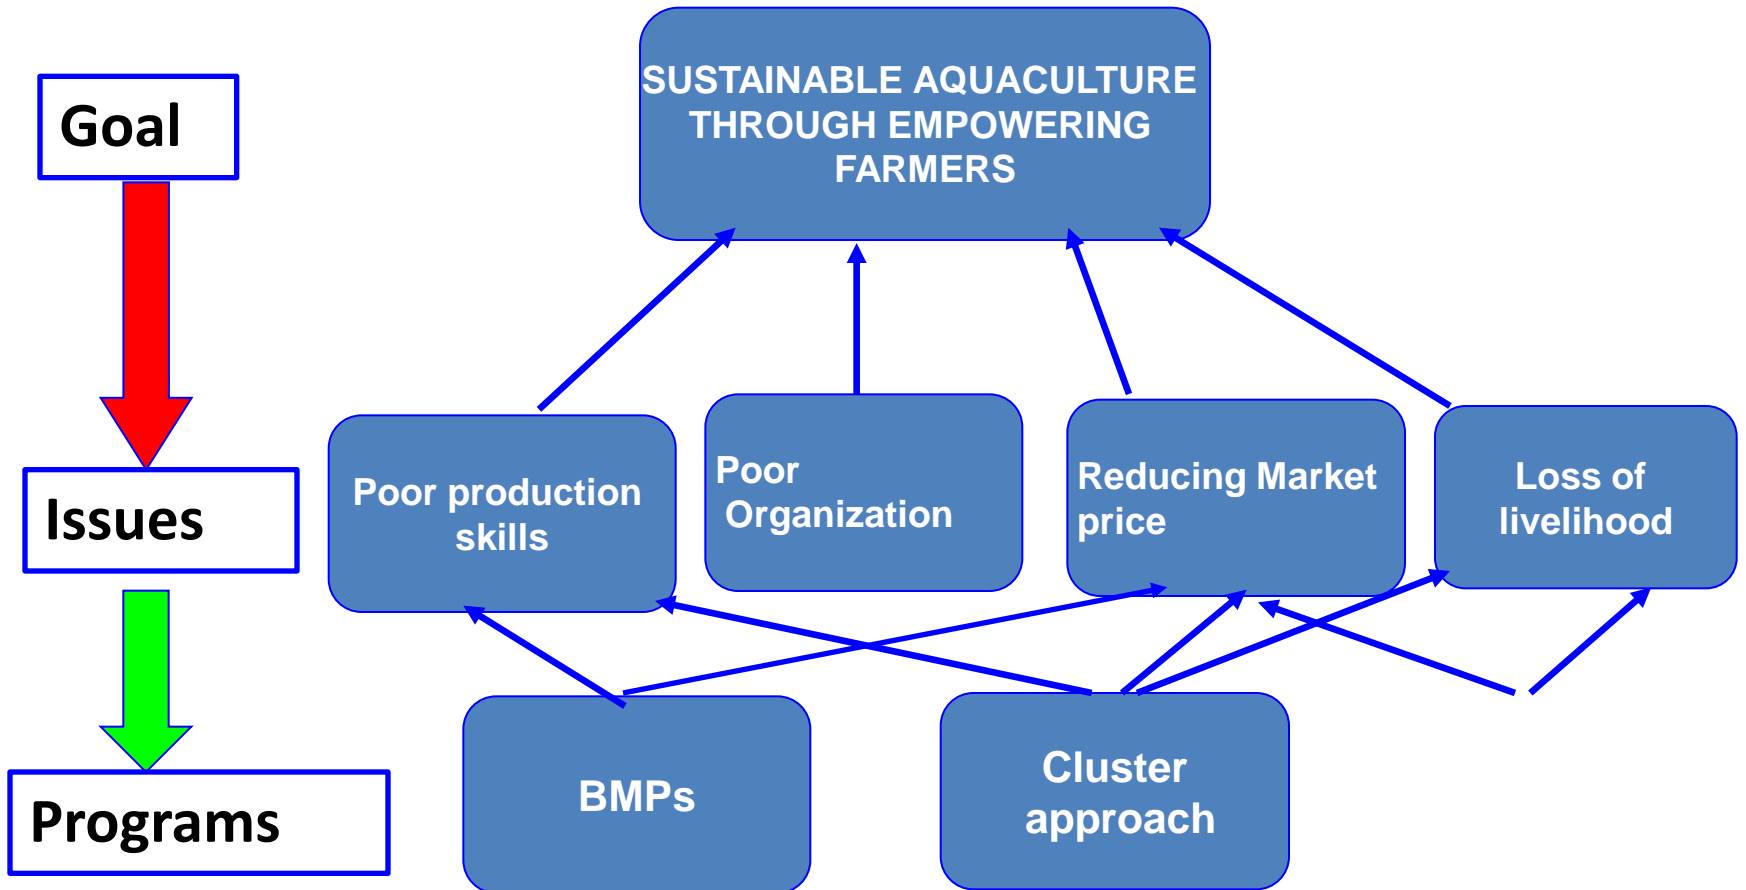 SUSTAINABLE AQUACULTURE
THROUGH EMPOWERING
FARMERS
Goal
Issues
Poor production
skills
Poor
Organization
Reducing Market
price
Loss of
livelihood
Programs
BMPs
Cluster
approach